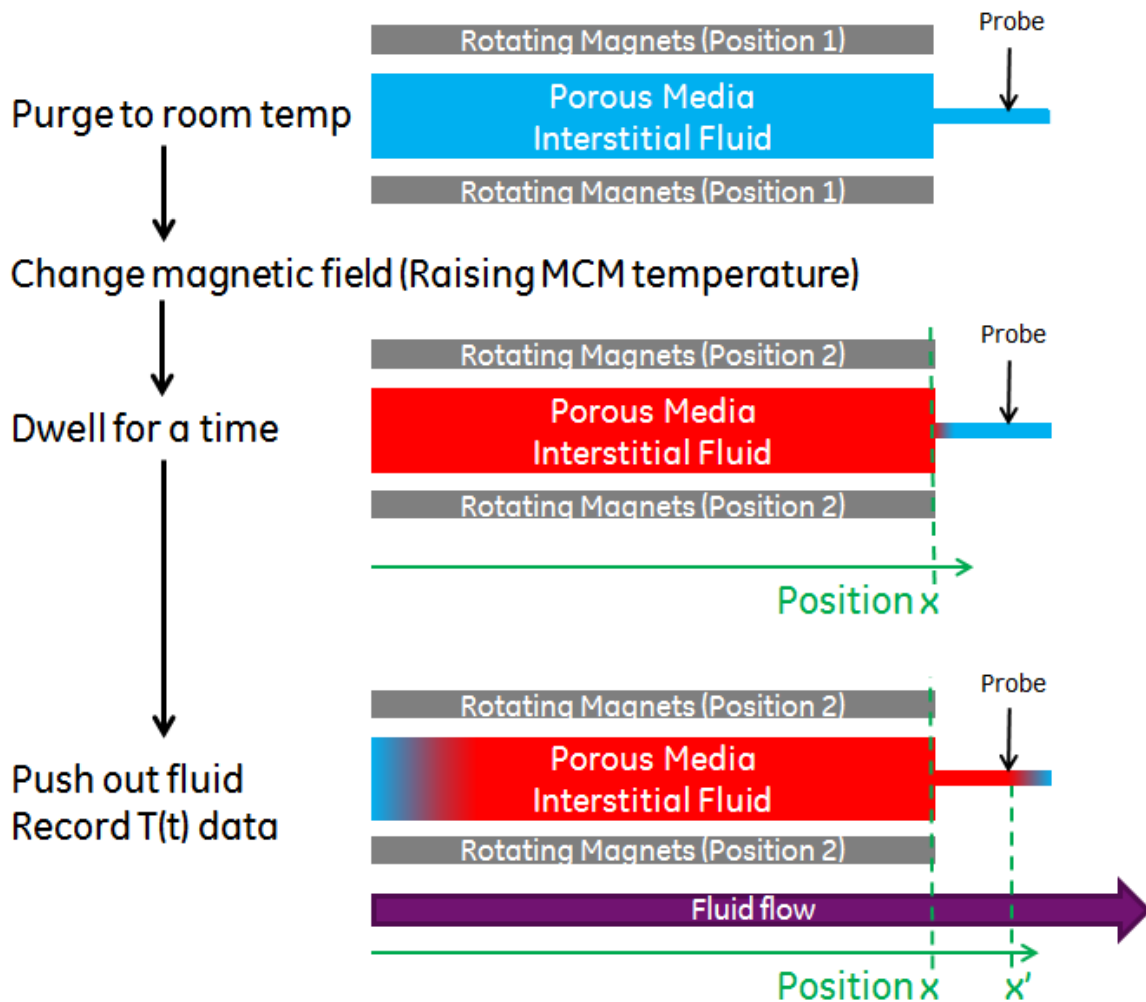 Rotating Magnets (Position 1)
Probe
Purge to room temp
Porous Media
Interstitial Fluid
Rotating Magnets (Position 1)
Change magnetic field (Raising MCM temperature)
Rotating Magnets (Position 2)
Probe
Dwell for a time
Porous Media
Interstitial Fluid
Rotating Magnets (Position 2)
Position x
Rotating Magnets (Position 2)
Probe
Push out fluid
Record T(t) data
Porous Media
Interstitial Fluid
Rotating Magnets (Position 2)
Fluid flow
Position x
x'